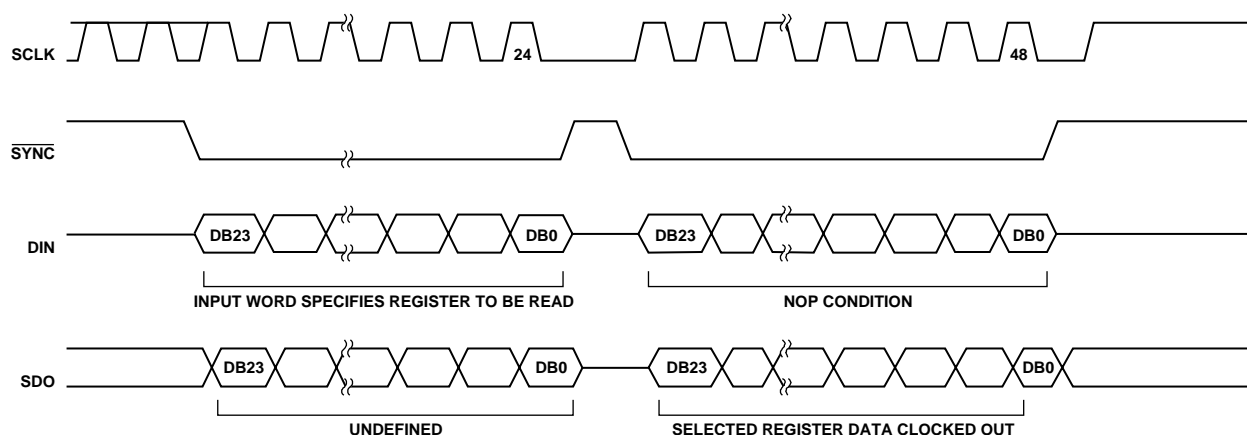 SCLK
24
48
SYNC
DIN
DB23
DB0
DB23
DB0
INPUT WORD SPECIFIES REGISTER TO BE READ
NOP CONDITION
SDO
DB23
DB0
DB23
DB0
UNDEFINED
SELECTED REGISTER DATA CLOCKED OUT